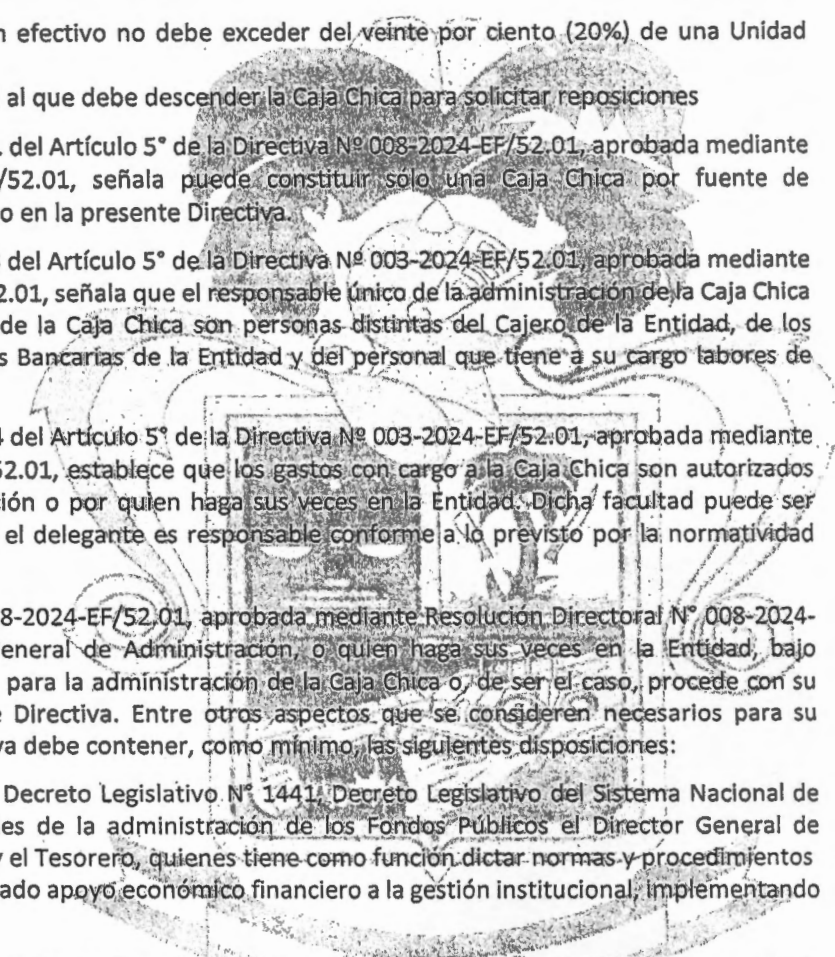 efectivo no debe exceder del veinte por ciento (20%) de una Unidad
al que debe descender la Caja Chica para solicitar reposiciones
. del Artículo 5° de la Directiva Nº 008-2024-EF/52.01, aprobada mediante
/52.01, señala puede constituir solo una Caja Chica por fuente de
o en la presente Directiva.
del Artículo 5° de la Directiva Nº 003-2024-EF/52.01, aprobada mediante
2.01, señala que el responsable único de la administración de la Caja Chica
de la Caja Chica son personas distintas del Cajero de la Entidad, de los
s Bancarias de la Entidad y del personal que tiene a su cargo labores de
del Artículo 5° de la Directiva Nº 003-2024-EF/52.01, aprobada mediante
52.01, establece que los gastos con cargo a la Caja Chica son autorizados
ción o por quien haga sus veces en la Entidad. Dicha facultad puede ser
el delegante es responsable conforme a lo previsto por la normatividad
8-2024-EF/52.01, aprobada mediante Resolución Directoral N° 008-2024-
eneral de Administración, o quien haga sus veces en la Entidad, bajo
para la administración de la Caja Chica o, de ser el caso, procede con su
e Directiva. Entre otros aspectos que se consideren necesarios para su
va debe contener, como mínimo, las siguientes disposiciones:
Decreto Legislativo N° 1441, Decreto Legislativo del Sistema Nacional de
es de la administración de los Fondos Públicos el Director General de
y el Tesorero, quienes tiene como función dictar normas y procedimientos
ado apoyo económico financiero a la gestión institucional, implementando